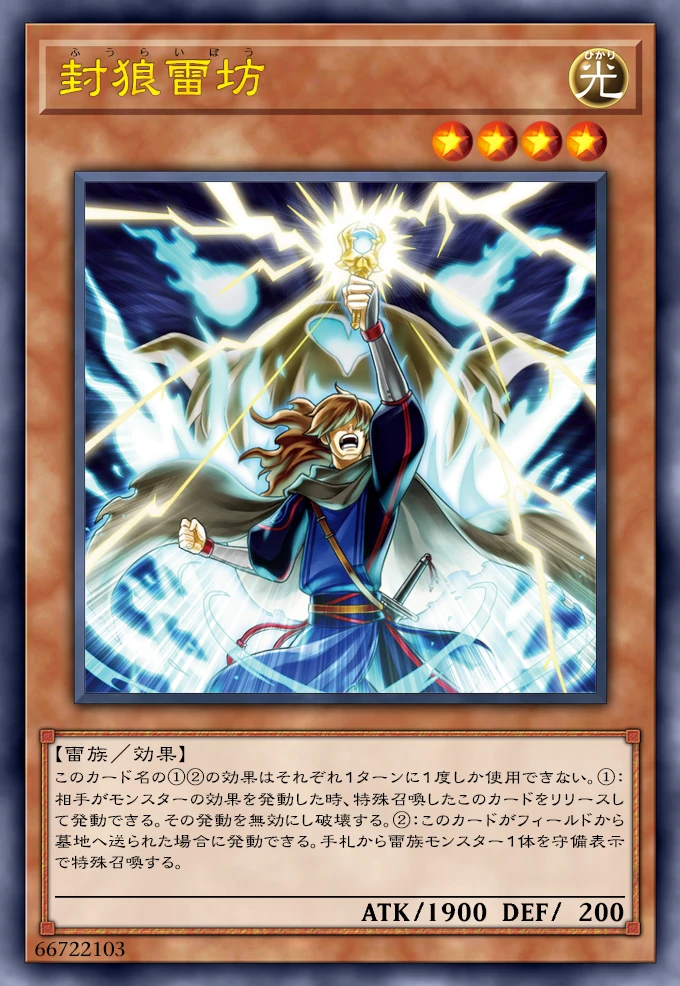 ふうらいぼう
封狼雷坊
ひかり
光
【雷族／効果】
このカード名の①②の効果はそれぞれ1ターンに1度しか使用できない。①：
相手がモンスターの効果を発動した時、特殊召喚したこのカードをリリースし
て発動できる。その発動を無効にし破壊する。②：このカードがフィールドから
墓地へ送られた場合に発動できる。手札から雷族モンスター1体を守備表示
で特殊召喚する。
ATK/1900 DEF/ 200
66722103